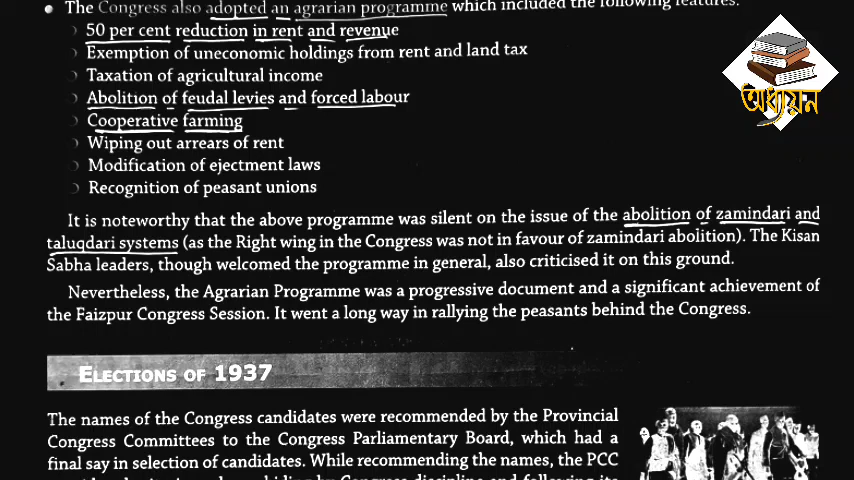 The Congress also adopted an agrarian programme which included the following features:
50 per cent reduction in rent and revenue
Exemption of uneconomic holdings from rent and land tax
Taxation of agricultural income
Abolition of feudal levies and forced labour
Cooperative farming
Wiping out arrears of rent
Modification of ejectment laws
Recognition of peasant unions
অধ্যয়ন
It is noteworthy that the above programme was silent on the issue of the abolition of zamindari and
taluqdari systems (as the Right wing in the Congress was not in favour of zamindari abolition). The Kisan
Sabha leaders, though welcomed the programme in general, also criticised it on this ground.
Nevertheless, the Agrarian Programme was a progressive document and a significant achievement of
the Faizpur Congress Session. It went a long way in rallying the peasants behind the Congress.
ELECTIONS OF 1937
The names of the Congress candidates were recommended by the Provincial
Congress Committees to the Congress Parliamentary Board, which had a
final say in selection of candidates. While recommending the names, the PCC
by Congress discipline and following its